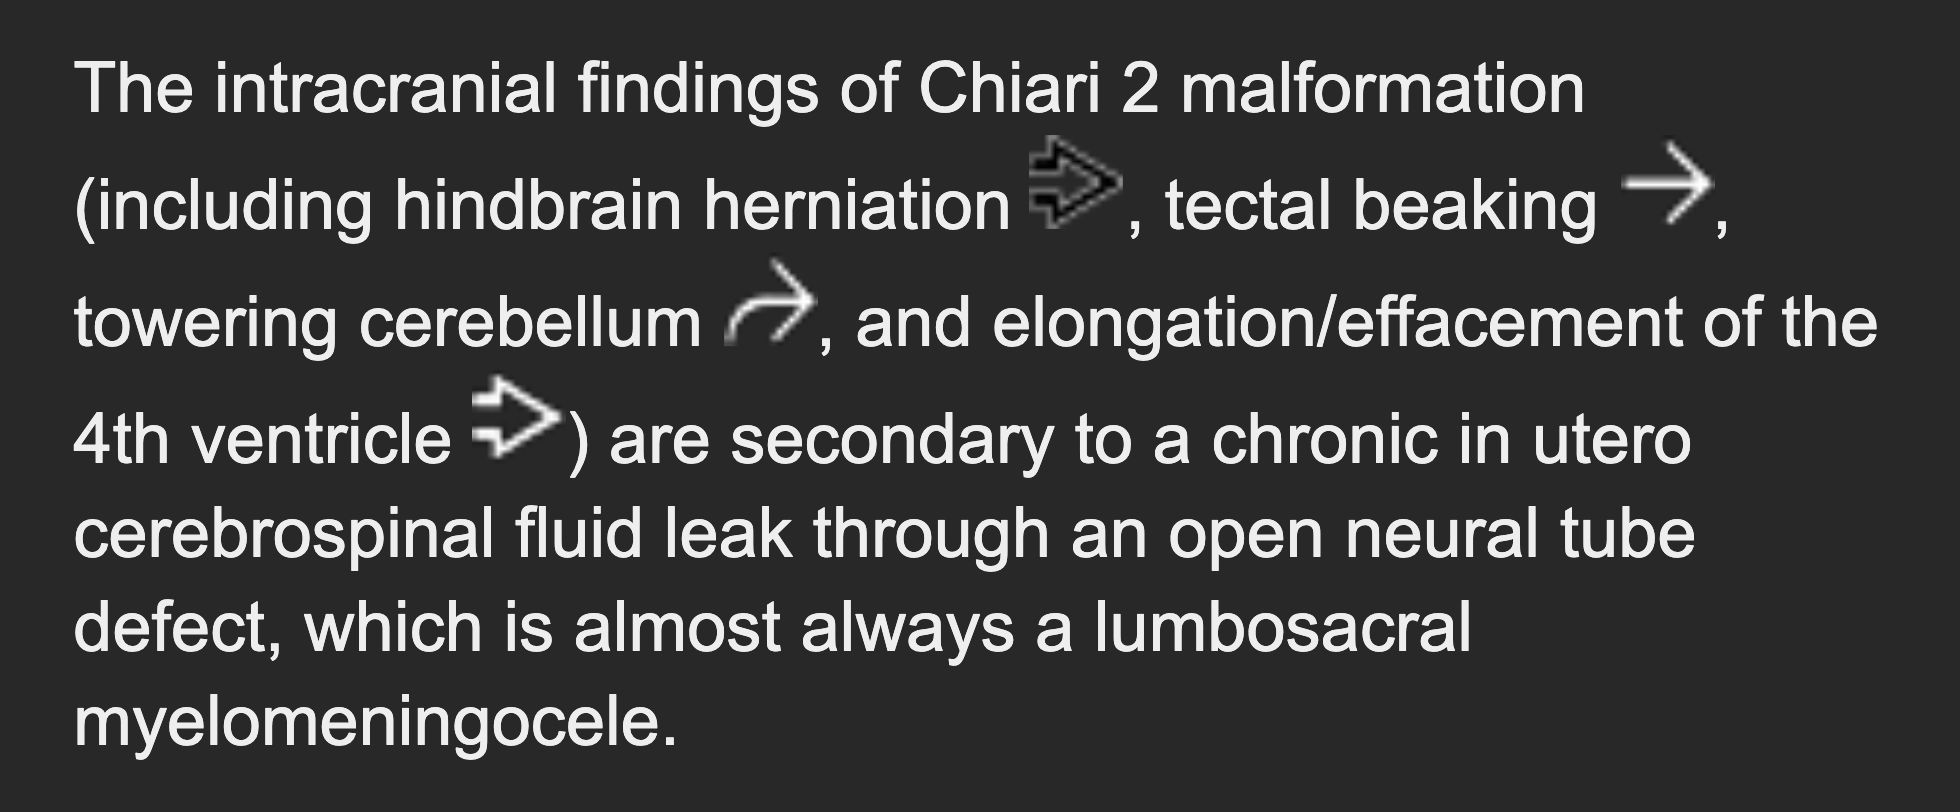 The intracranial findings of Chiari 2 malformation
(including hindbrain herniation , tectal beaking ,
towering cerebellum , and elongation/effacement of the
4th ventricle ) are secondary to a chronic in utero
cerebrospinal fluid leak through an open neural tube
defect, which is almost always a lumbosacral
myelomeningocele.